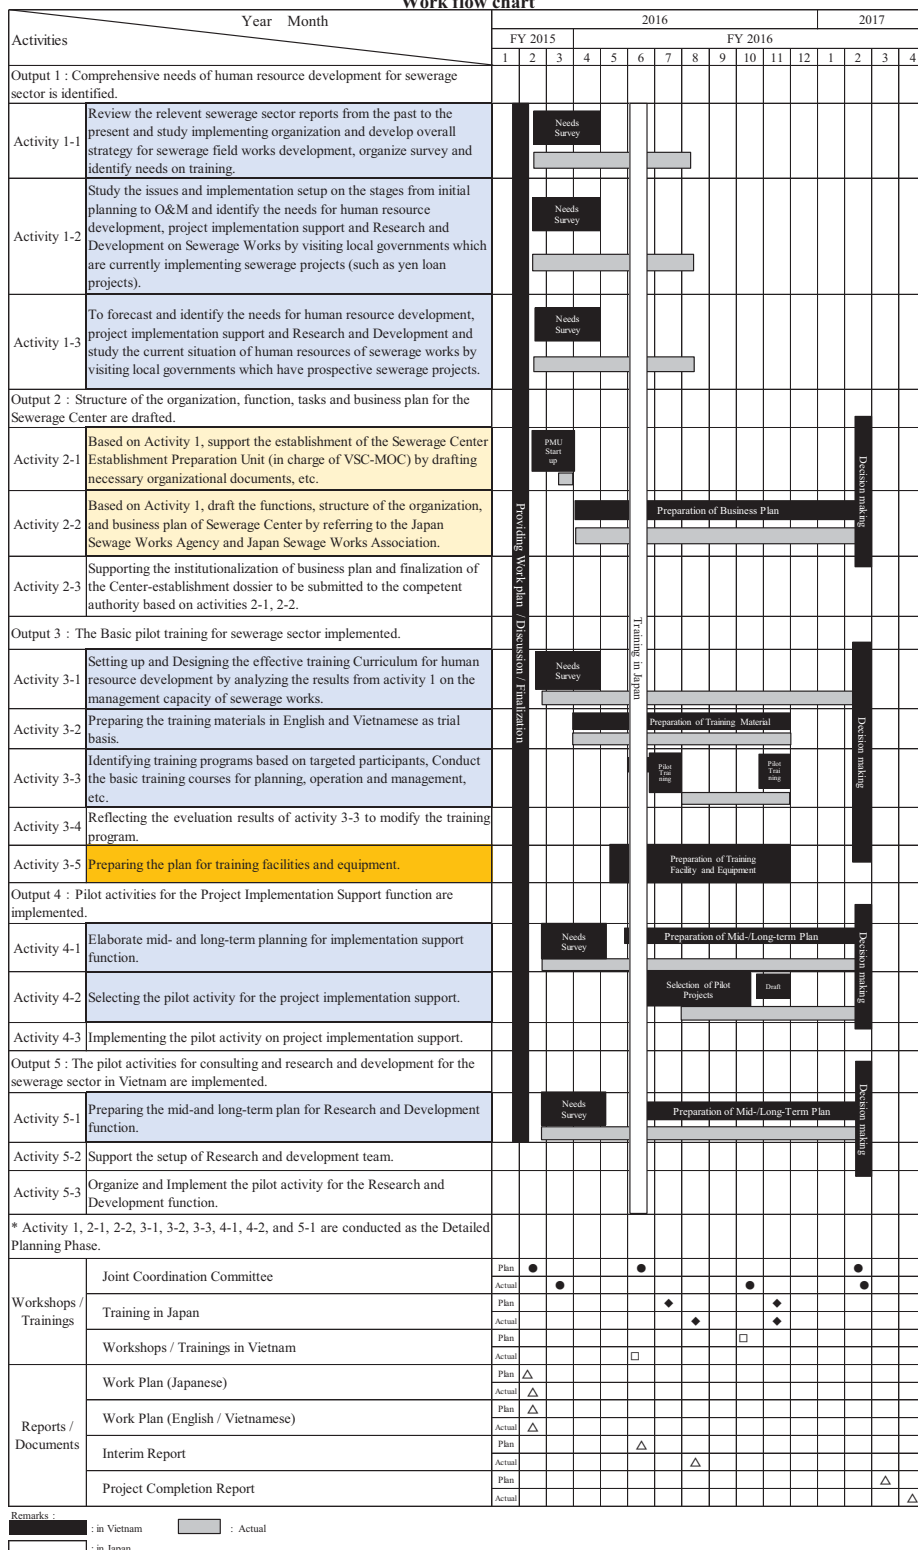 Work flow chart
Year Month
2016
2017
Activities
FY 2015
FY 2016
1 2 3 4 5 6 7 8 9 10 11 12 1 2 3 4
Output 1 : Comprehensive needs of human resource development for sewerage
sector is identified.
Activity 1-1
Review the relevant sewerage sector reports from the past to the
present and study implementing organization and develop overall
strategy for sewerage field works development, organize survey and
identify needs on training.
Needs
Survey
Activity 1-2
Study the issues and implementation setup on the stages from initial
planning to O&M and identify the needs for human resource
development, project implementation support and Research and
Development on Sewerage Works by visiting local governments which
are currently implementing sewerage projects (such as yen loan
projects).
Needs
Survey
Activity 1-3
To forecast and identify the needs for human resource development,
project implementation support and Research and Development and
study the current situation of human resources of sewerage works by
visiting local governments which have prospective sewerage projects.
Needs
Survey
Output 2 : Structure of the organization, function, tasks and business plan for the
Sewerage Center are drafted.
Activity 2-1
Based on Activity 1, support the establishment of the Sewerage Center
Establishment Preparation Unit (in charge of VSC-MOC) by drafting
necessary organizational documents, etc.
PMU
Start
up
Decision making
Activity 2-2
Based on Activity 1, draft the functions, structure of the organization,
and business plan of Sewerage Center by referring to the Japan
Sewage Works Agency and Japan Sewage Works Association.
Preparation of Business Plan
Providing Work plan / Discussion / Finalization
Activity 2-3
Supporting the institutionalization of business plan and finalization of
the Center-establishment dossier to be submitted to the competent
authority based on activities 2-1, 2-2.
Training in Japan
Output 3 : The Basic pilot training for sewerage sector implemented.
Activity 3-1
Setting up and Designing the effective training Curriculum for human
resource development by analyzing the results from activity 1 on the
management capacity of sewerage works.
Needs
Survey
Activity 3-2
Preparing the training materials in English and Vietnamese as trial
basis.
Preparation of Training Material
Decision making
Activity 3-3
Identifying training programs based on targeted participants, Conduct
the basic training courses for planning, operation and management,
etc.
Pilot
Trai
ning
Pilot
Trai
ning
Activity 3-4
Reflecting the eveluation results of activity 3-3 to modify the training
program.
Activity 3-5
Preparing the plan for training facilities and equipment.
Preparation of Training
Facility and Equipment
Output 4 : Pilot activities for the Project Implementation Support function are
implemented.
Activity 4-1
Elaborate mid- and long-term planning for implementation support
function.
Needs
Survey
Preparation of Mid-/Long-term Plan
Decision making
Activity 4-2
Selecting the pilot activity for the project implementation support.
Selection of Pilot
Projects
Draft
Activity 4-3
Implementing the pilot activity on project implementation support.
Output 5 : The pilot activities for consulting and research and development for the
sewerage sector in Vietnam are implemented.
Activity 5-1
Preparing the mid-and long-term plan for Research and Development
function.
Needs
Survey
Preparation of Mid-/Long-Term Plan
Decision making
Activity 5-2
Support the setup of Research and development team.
Activity 5-3
Organize and Implement the pilot activity for the Research and
Development function.
* Activity 1, 2-1, 2-2, 3-1, 3-2, 3-3, 4-1, 4-2, and 5-1 are conducted as the Detailed
Planning Phase.
Workshops /
Trainings
Joint Coordination Committee
Plan
Actual
Training in Japan
Plan
Actual
Workshops / Trainings in Vietnam
Plan
Actual
Reports /
Documents
Work Plan (Japanese)
Plan
Actual
Work Plan (English / Vietnamese)
Plan
Actual
Interim Report
Plan
Actual
Project Completion Report
Plan
Actual
Remarks :
: in Vietnam
: Actual
: in Japan